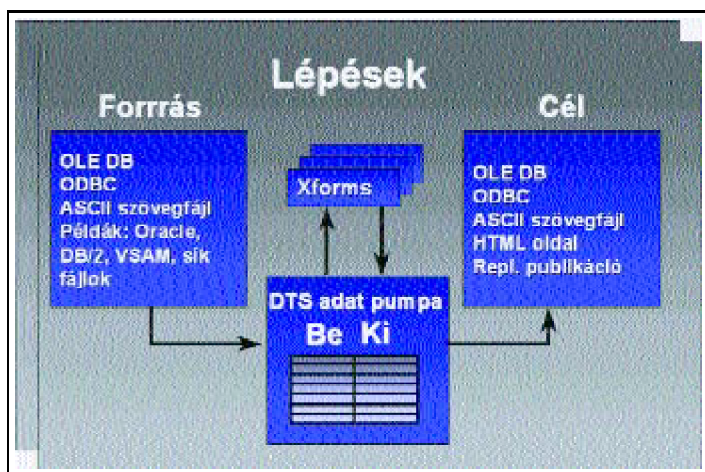 Lépések
Forrrás
OLE DB
ODBC
ASCII szövegfájl
Példák: Oracle,
DB/2, VSAM, sík
fájlok
Xforms
Cél
OLE DB
ODBC
ASCII szövegfájl
HTML oldal
Repl. publikáció
DTS adat pumpa
Be Ki